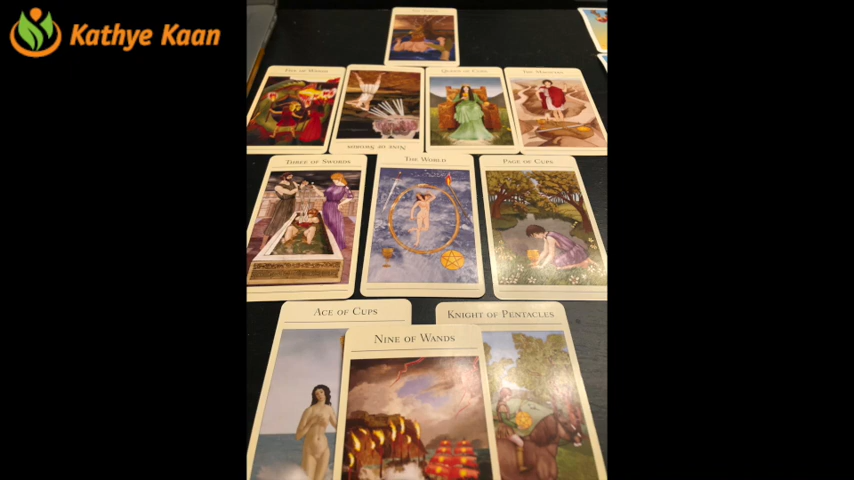 Kathye Kaan
Five of Wands
Nine of Swords
Queen of Cups
The Magician
Three of Swords
The World
Page of Cups
Ace of Cups
Knight of Pentacles
Nine of Wands